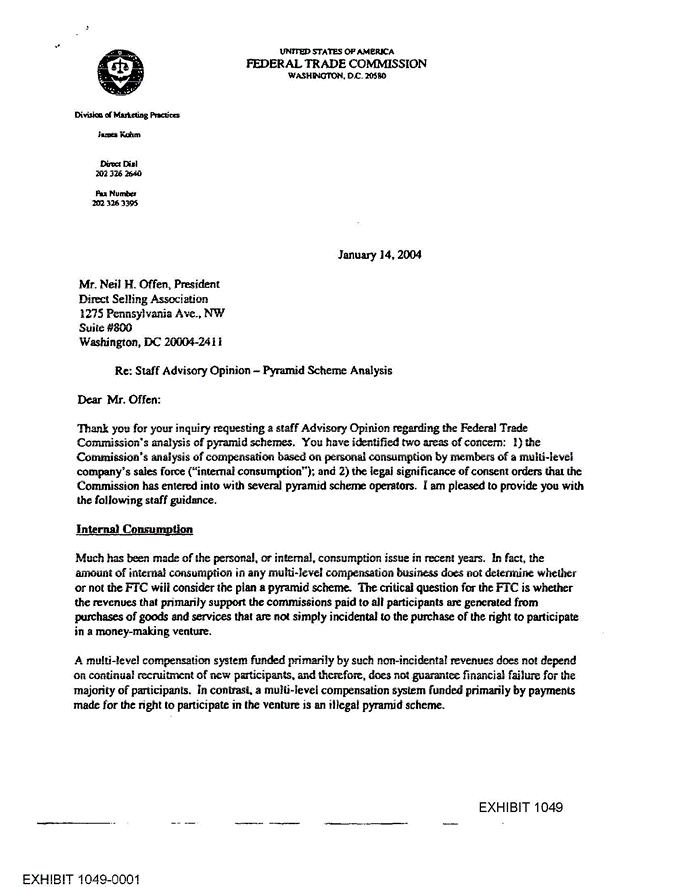 UNITED STATES OF AMERICA
FEDERAL TRADE COMMISSION
WASHINGTON, D.C. 20580
Division of Marketing Practices
James Kohm
Direct Dial
202 326 2640
Fax Number
202 326 3395
January 14, 2004
Mr. Neil H. Offen, President
Direct Selling Association
1275 Pennsylvania Ave., NW
Suite #800
Washington, DC 20004-2411
Re: Staff Advisory Opinion – Pyramid Scheme Analysis
Dear Mr. Offen:
Thank you for your inquiry requesting a staff Advisory Opinion regarding the Federal Trade
Commission's analysis of pyramid schemes. You have identified two areas of concern: 1) the
Commission's analysis of compensation based on personal consumption by members of a multi-level
company's sales force ("internal consumption"); and 2) the legal significance of consent orders that the
Commission has entered into with several pyramid scheme operators. I am pleased to provide you with
the following staff guidance.
Internal Consumption
Much has been made of the personal, or internal, consumption issue in recent years. In fact, the
amount of internal consumption in any multi-level compensation business does not determine whether
or not the FTC will consider the plan a pyramid scheme. The critical question for the FTC is whether
the revenues that primarily support the commissions paid to all participants are generated from
purchases of goods and services that are not simply incidental to the purchase of the right to participate
in a money-making venture.
A multi-level compensation system funded primarily by such non-incidental revenues does not depend
on continual recruitment of new participants, and therefore, does not guarantee financial failure for the
majority of participants. In contrast, a multi-level compensation system funded primarily by payments
made for the right to participate in the venture is an illegal pyramid scheme.
EXHIBIT 1049
EXHIBIT 1049-0001